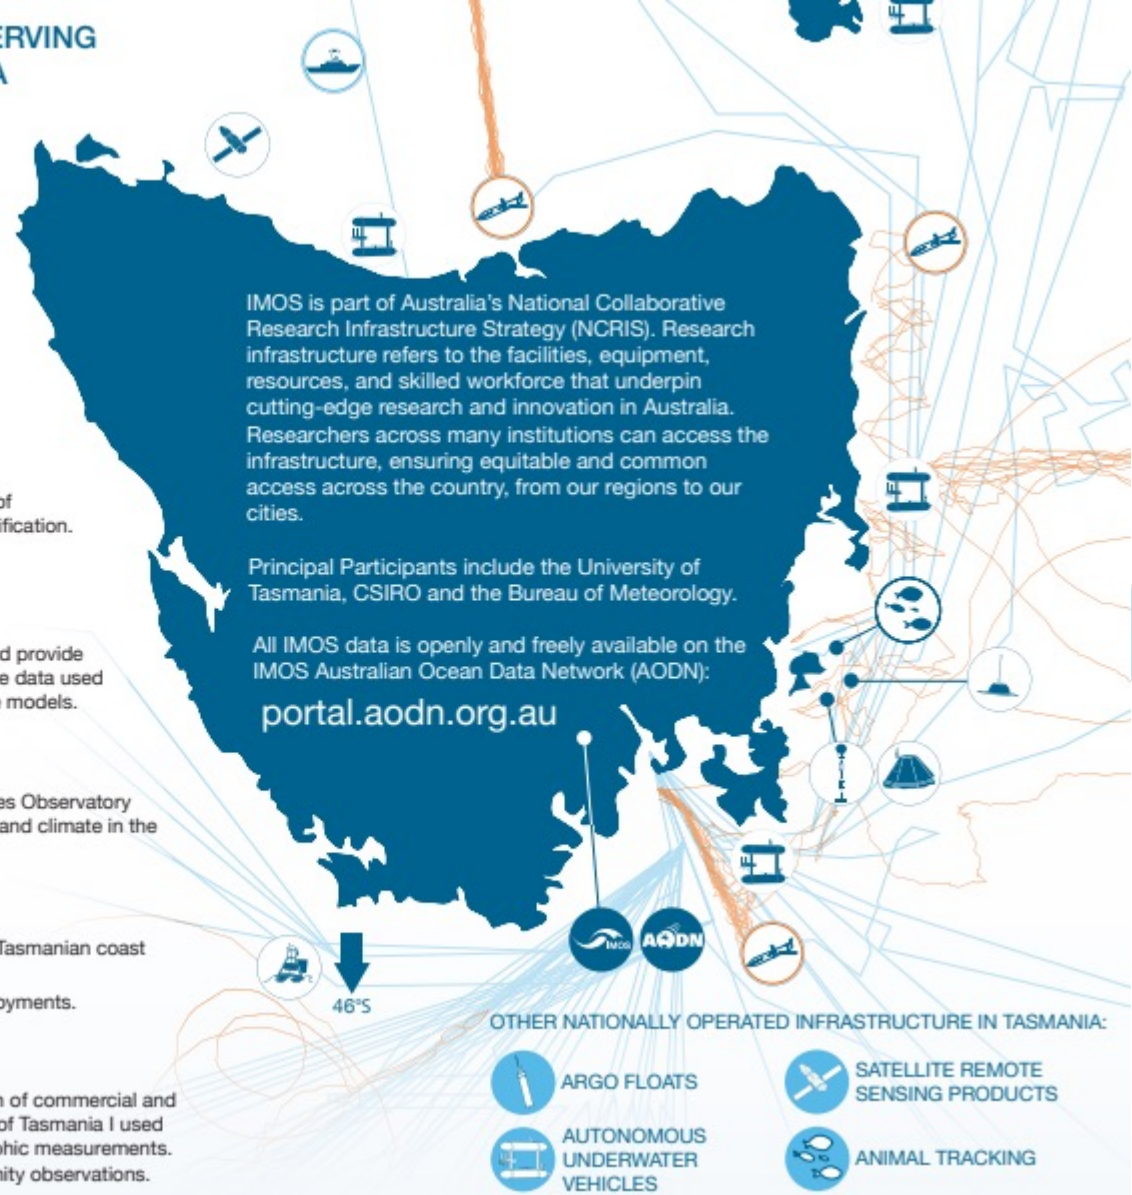 ERVING
A
IMOS is part of Australia's National Collaborative
Research Infrastructure Strategy (NCRIS). Research
infrastructure refers to the facilities, equipment,
resources, and skilled workforce that underpin
cutting-edge research and innovation in Australia.
Researchers across many institutions can access the
infrastructure, ensuring equitable and common
access across the country, from our regions to our
cities.
Principal Participants include the University of
Tasmania, CSIRO and the Bureau of Meteorology.
All IMOS data is openly and freely available on the
IMOS Australian Ocean Data Network (AODN):
portal.aodn.org.au
of
ification.
d provide
e data used
models.
es Observatory
and climate in the
Tasmanian coast
oyments.
n of commercial and
of Tasmania I used
phic measurements.
nity observations.
46°S
IMOS
AODN
OTHER NATIONALLY OPERATED INFRASTRUCTURE IN TASMANIA:
ARGO FLOATS
SATELLITE REMOTE
SENSING PRODUCTS
AUTONOMOUS
UNDERWATER
VEHICLES
ANIMAL TRACKING